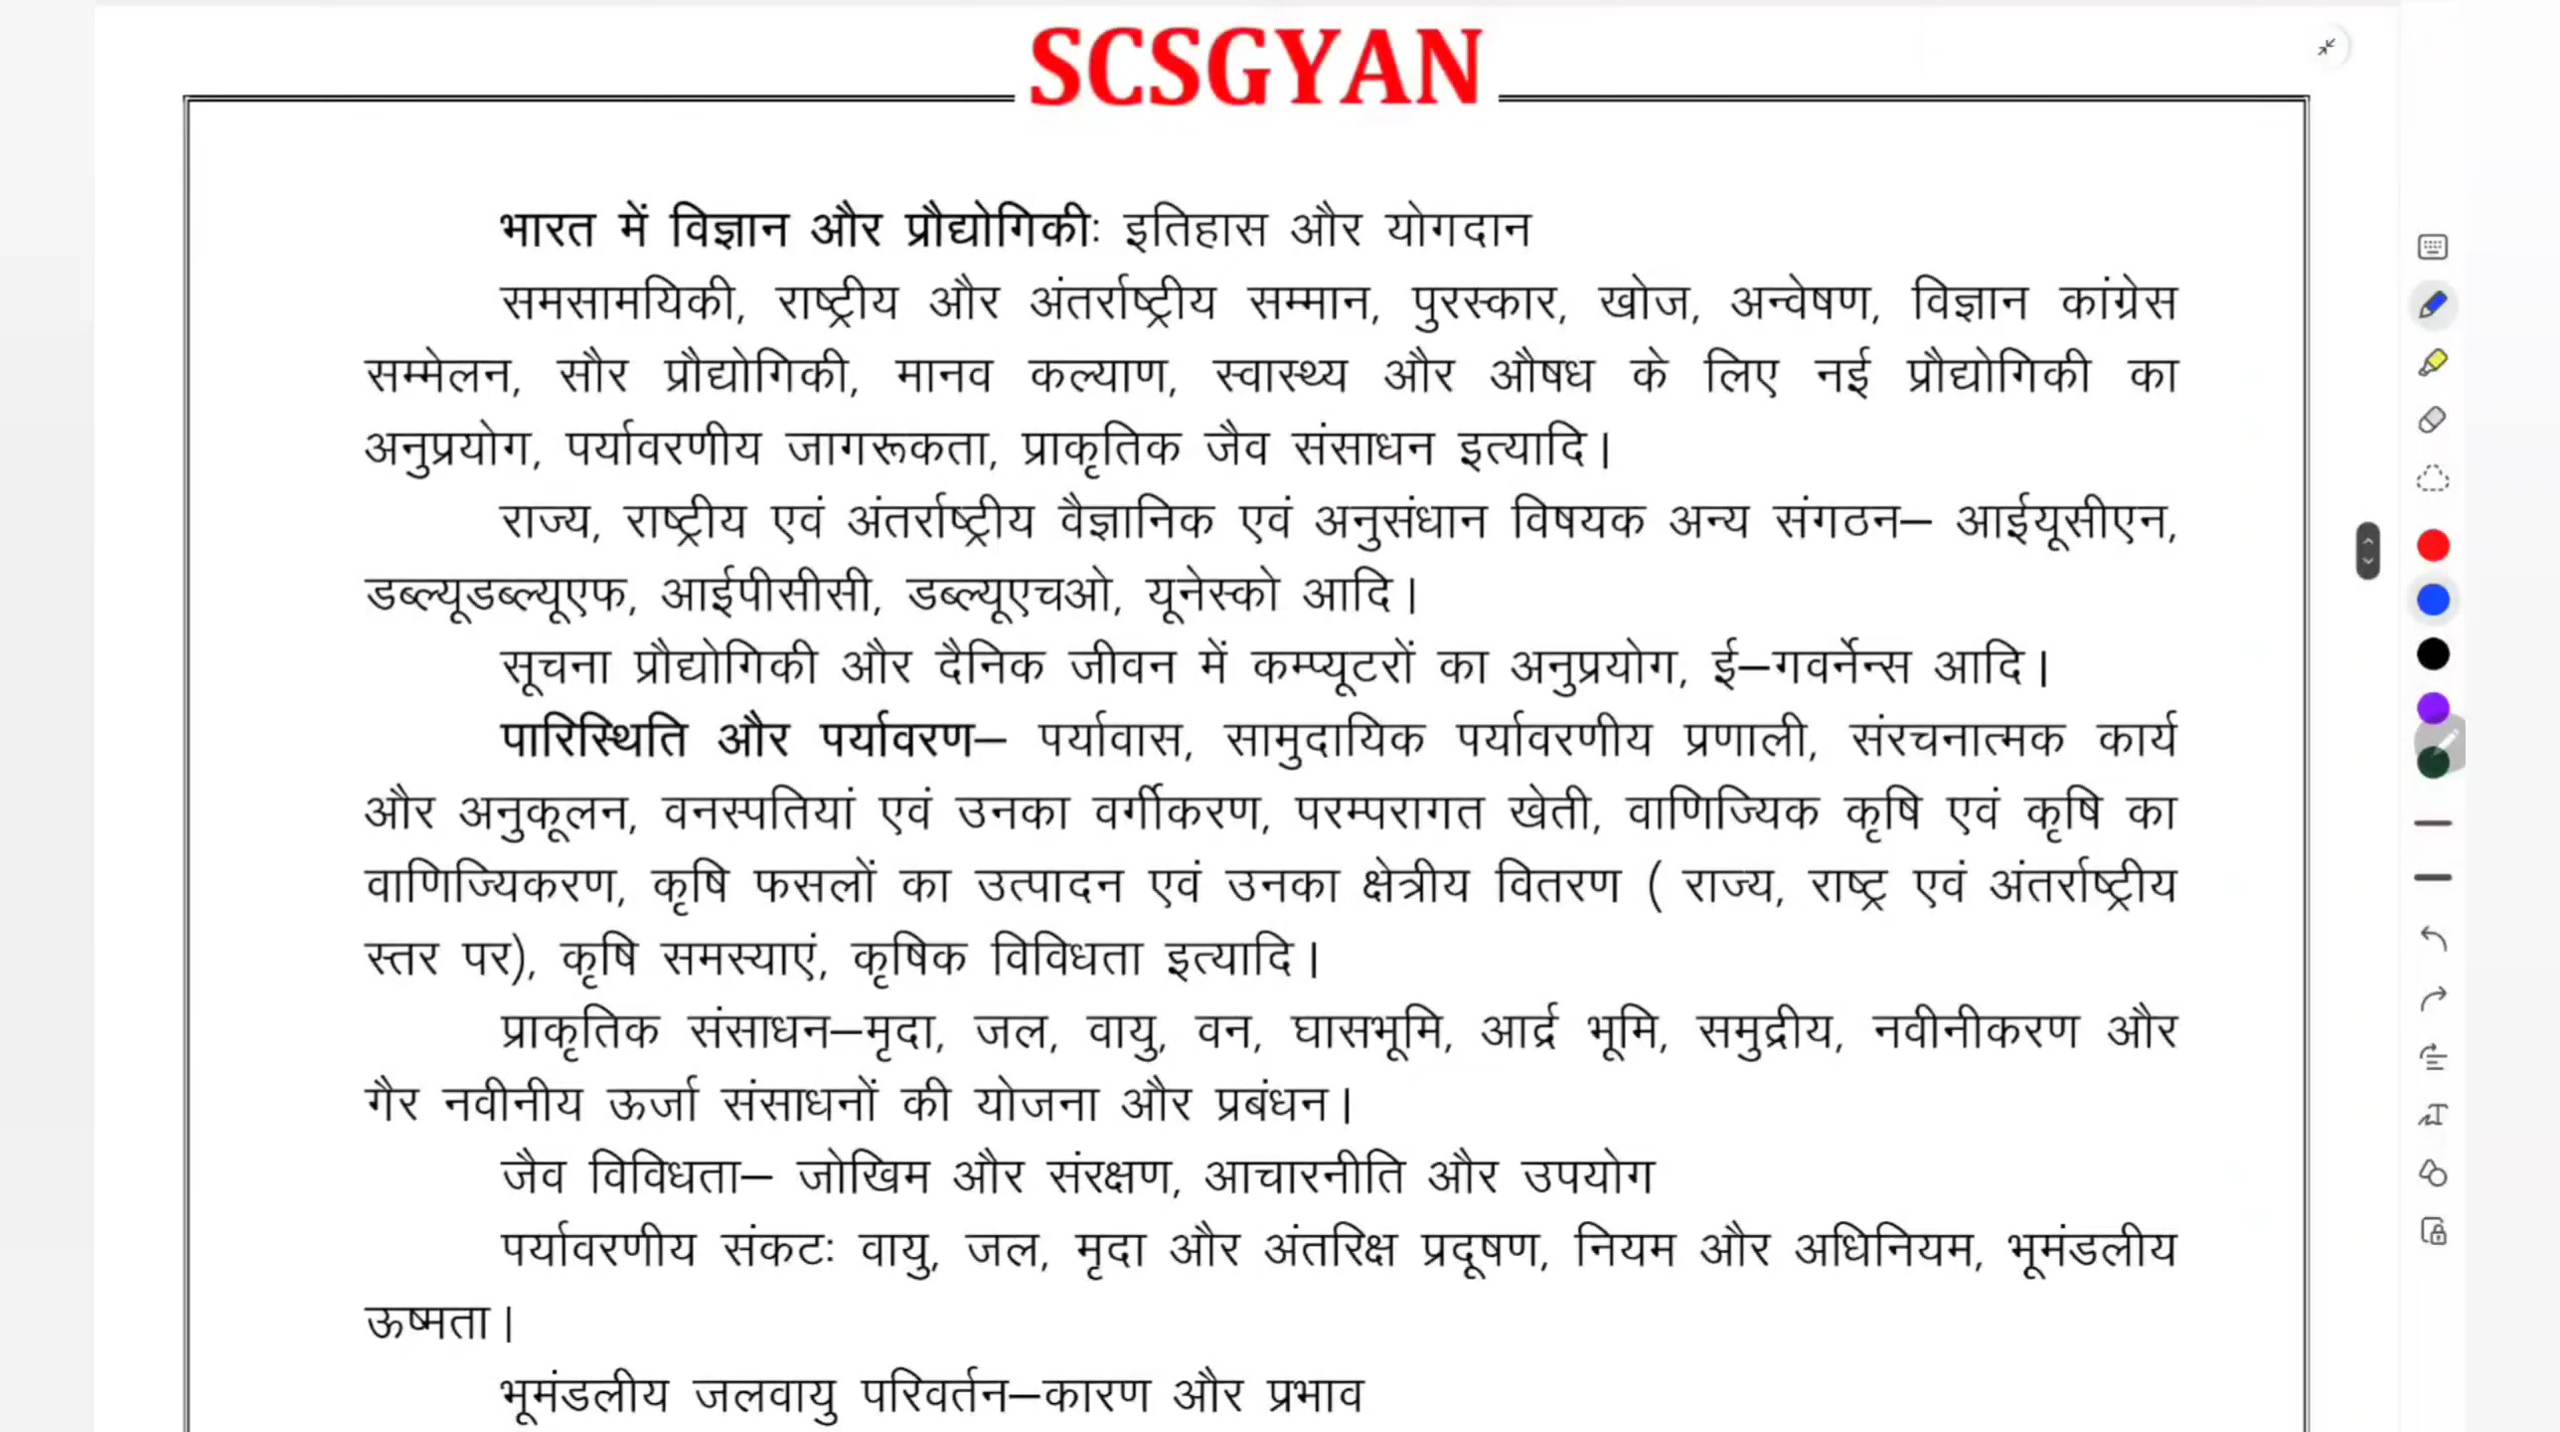 SCSGYAN
भारत में विज्ञान और प्रौद्योगिकीः इतिहास और योगदान
समसामयिकी, राष्ट्रीय और अंतर्राष्ट्रीय सम्मान, पुरस्कार, खोज, अन्वेषण, विज्ञान कांग्रेस
सम्मेलन, सौर प्रौद्योगिकी, मानव कल्याण, स्वास्थ्य और औषध के लिए नई प्रौद्योगिकी का
अनुप्रयोग, पर्यावरणीय जागरूकता, प्राकृतिक जैव संसाधन इत्यादि।
राज्य, राष्ट्रीय एवं अंतर्राष्ट्रीय वैज्ञानिक एवं अनुसंधान विषयक अन्य संगठन– आईयूसीएन,
डब्ल्यूडब्ल्यूएफ, आईपीसीसी, डब्ल्यूएचओ, यूनेस्को आदि।
सूचना प्रौद्योगिकी और दैनिक जीवन में कम्प्यूटरों का अनुप्रयोग, ई–गवर्नेन्स आदि।
पारिस्थिति और पर्यावरण– पर्यावास, सामुदायिक पर्यावरणीय प्रणाली, संरचनात्मक कार्य
और अनुकूलन, वनस्पतियां एवं उनका वर्गीकरण, परम्परागत खेती, वाणिज्यिक कृषि एवं कृषि का
वाणिज्यिकरण, कृषि फसलों का उत्पादन एवं उनका क्षेत्रीय वितरण ( राज्य, राष्ट्र एवं अंतर्राष्ट्रीय
स्तर पर), कृषि समस्याएं, कृषिक विविधता इत्यादि।
प्राकृतिक संसाधन–मृदा, जल, वायु, वन, घासभूमि, आर्द्र भूमि, समुद्रीय, नवीनीकरण और
गैर नवीनीय ऊर्जा संसाधनों की योजना और प्रबंधन।
जैव विविधता– जोखिम और संरक्षण, आचारनीति और उपयोग
पर्यावरणीय संकटः वायु, जल, मृदा और अंतरिक्ष प्रदूषण, नियम और अधिनियम, भूमंडलीय
ऊष्मता।
भूमंडलीय जलवायु परिवर्तन–कारण और प्रभाव